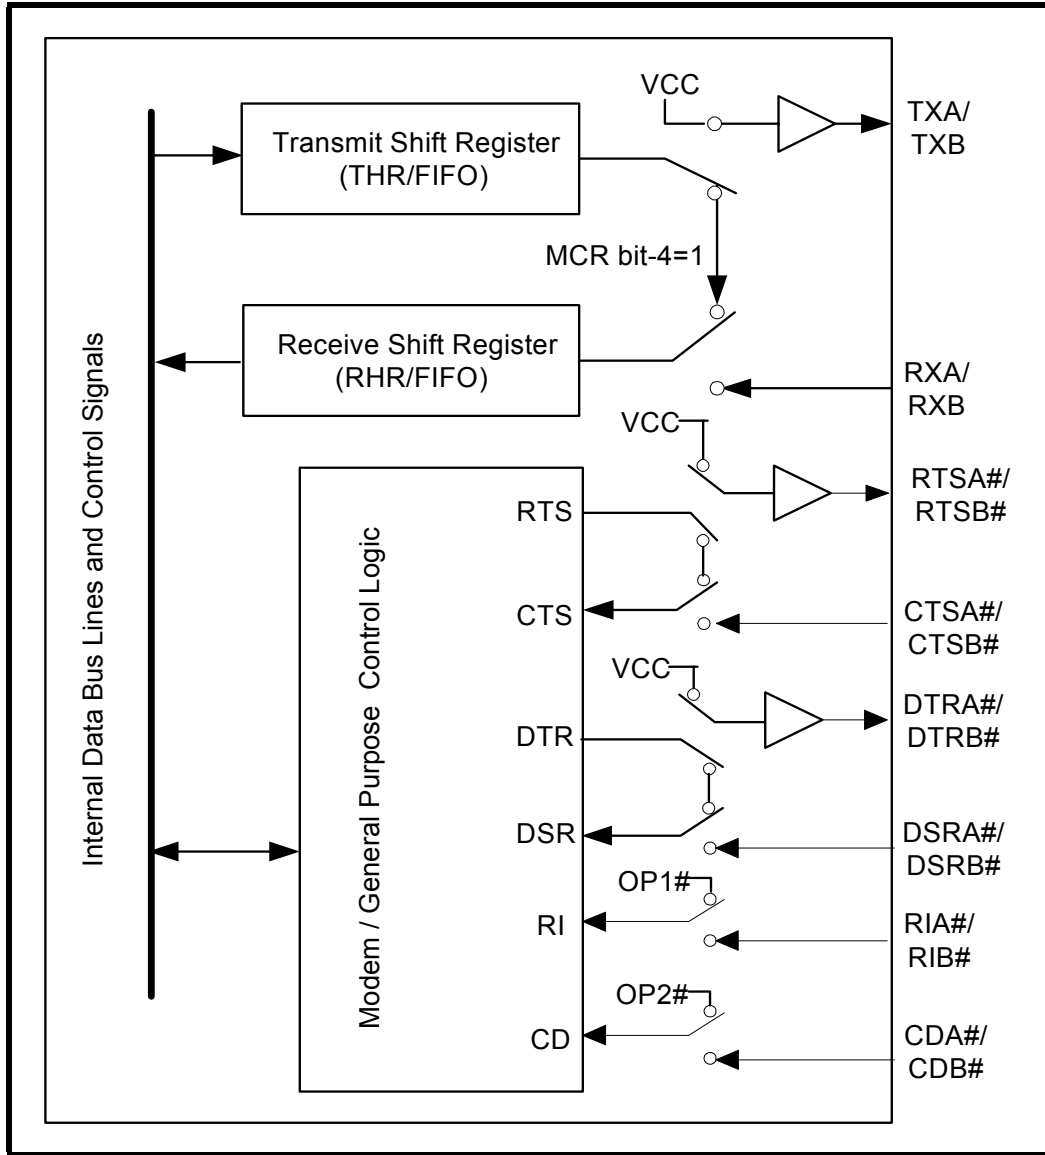 VCC
TXA/
TXB
Transmit Shift Register
(THR/FIFO)
MCR bit-4=1
Receive Shift Register
(RHR/FIFO)
RXA/
RXB
VCC
RTSA#/
RTSB#
RTS
CTS
CTSA#/
CTSB#
VCC
DTRA#/
DTRB#
DTR
DSR
DSRA#/
DSRB#
OP1#
RI
RIA#/
RIB#
OP2#
CD
CDA#/
CDB#
Internal Data Bus Lines and Control Signals
Modem / General Purpose Control Logic